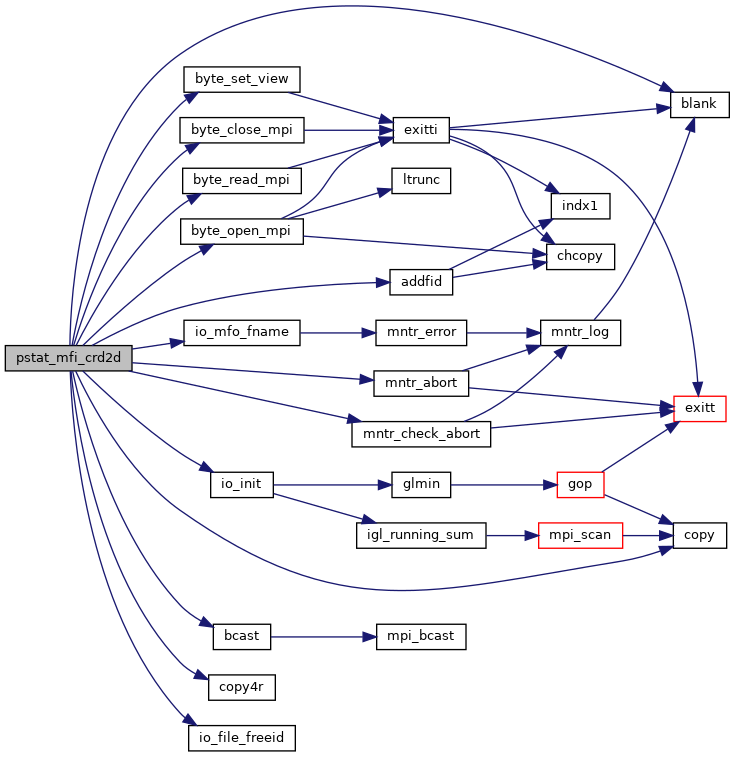 byte_set_view
blank
byte_close_mpi
exitti
byte_read_mpi
ltrunc
indx1
byte_open_mpi
chcopy
addfid
io_mfo_fname
mntr_error
mntr_log
pstat_mfi_crd2d
mntr_abort
exitt
mntr_check_abort
io_init
glmin
gop
igl_running_sum
mpi_scan
copy
bcast
mpi_bcast
copy4r
io_file_freeid